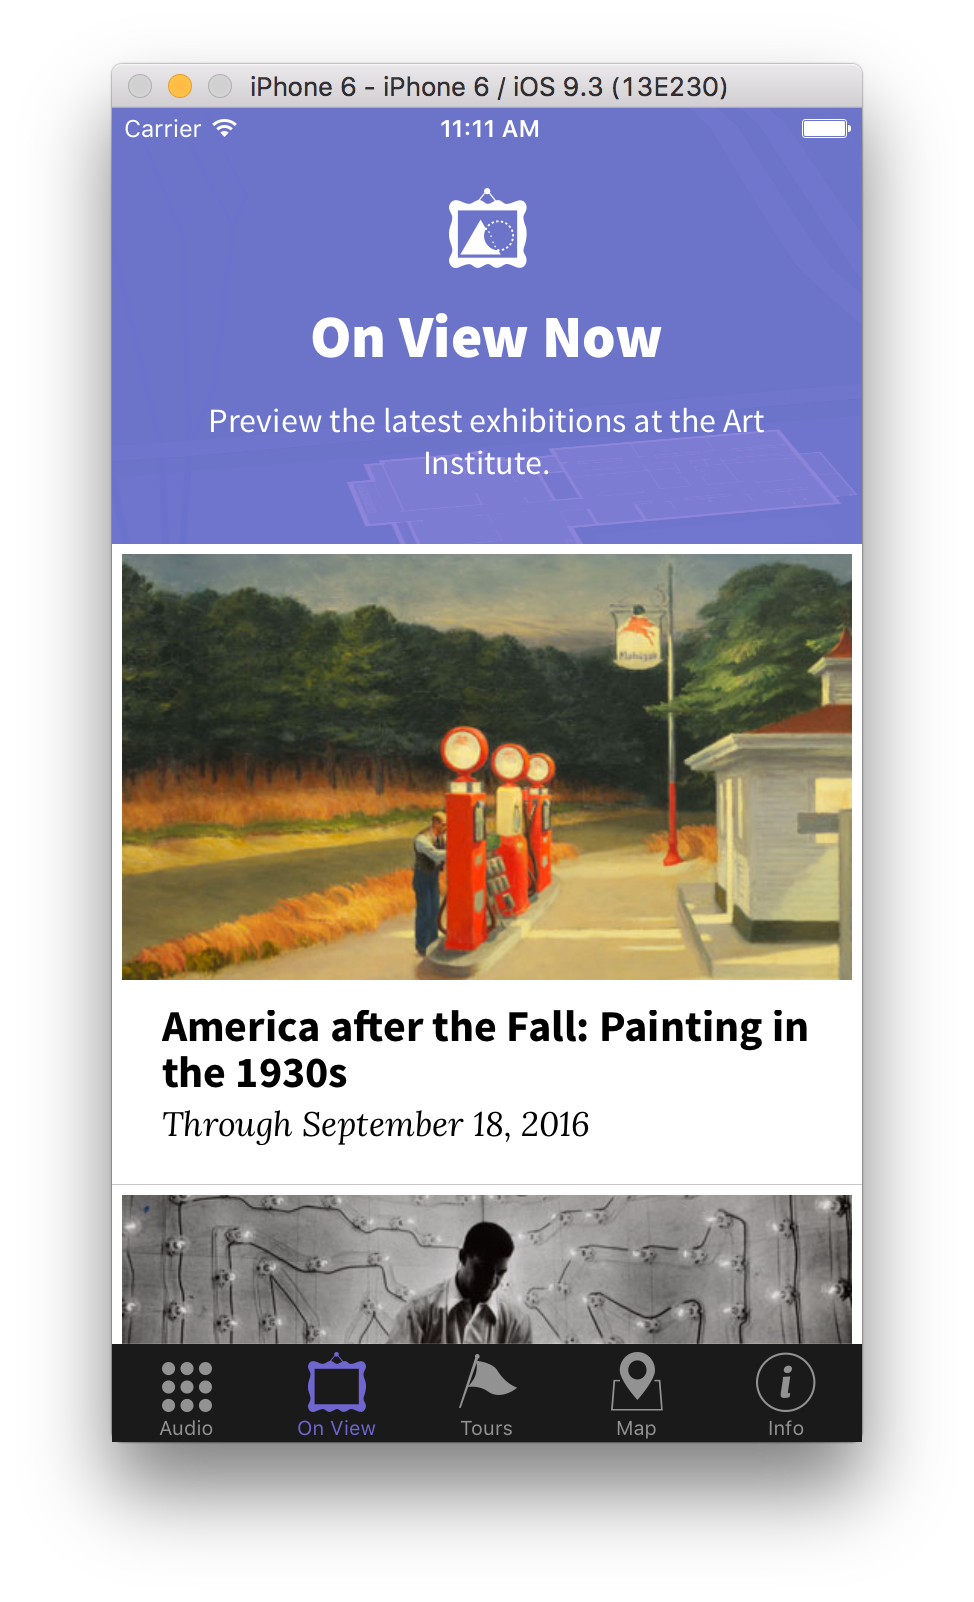 iPhone 6 - iPhone 6 / iOS 9.3 (13E230)
Carrier 11:11 AM
On View Now
Preview the latest exhibitions at the Art
Institute.
America after the Fall: Painting in
the 1930s
Through September 18, 2016
Audio On View Tours Map Info